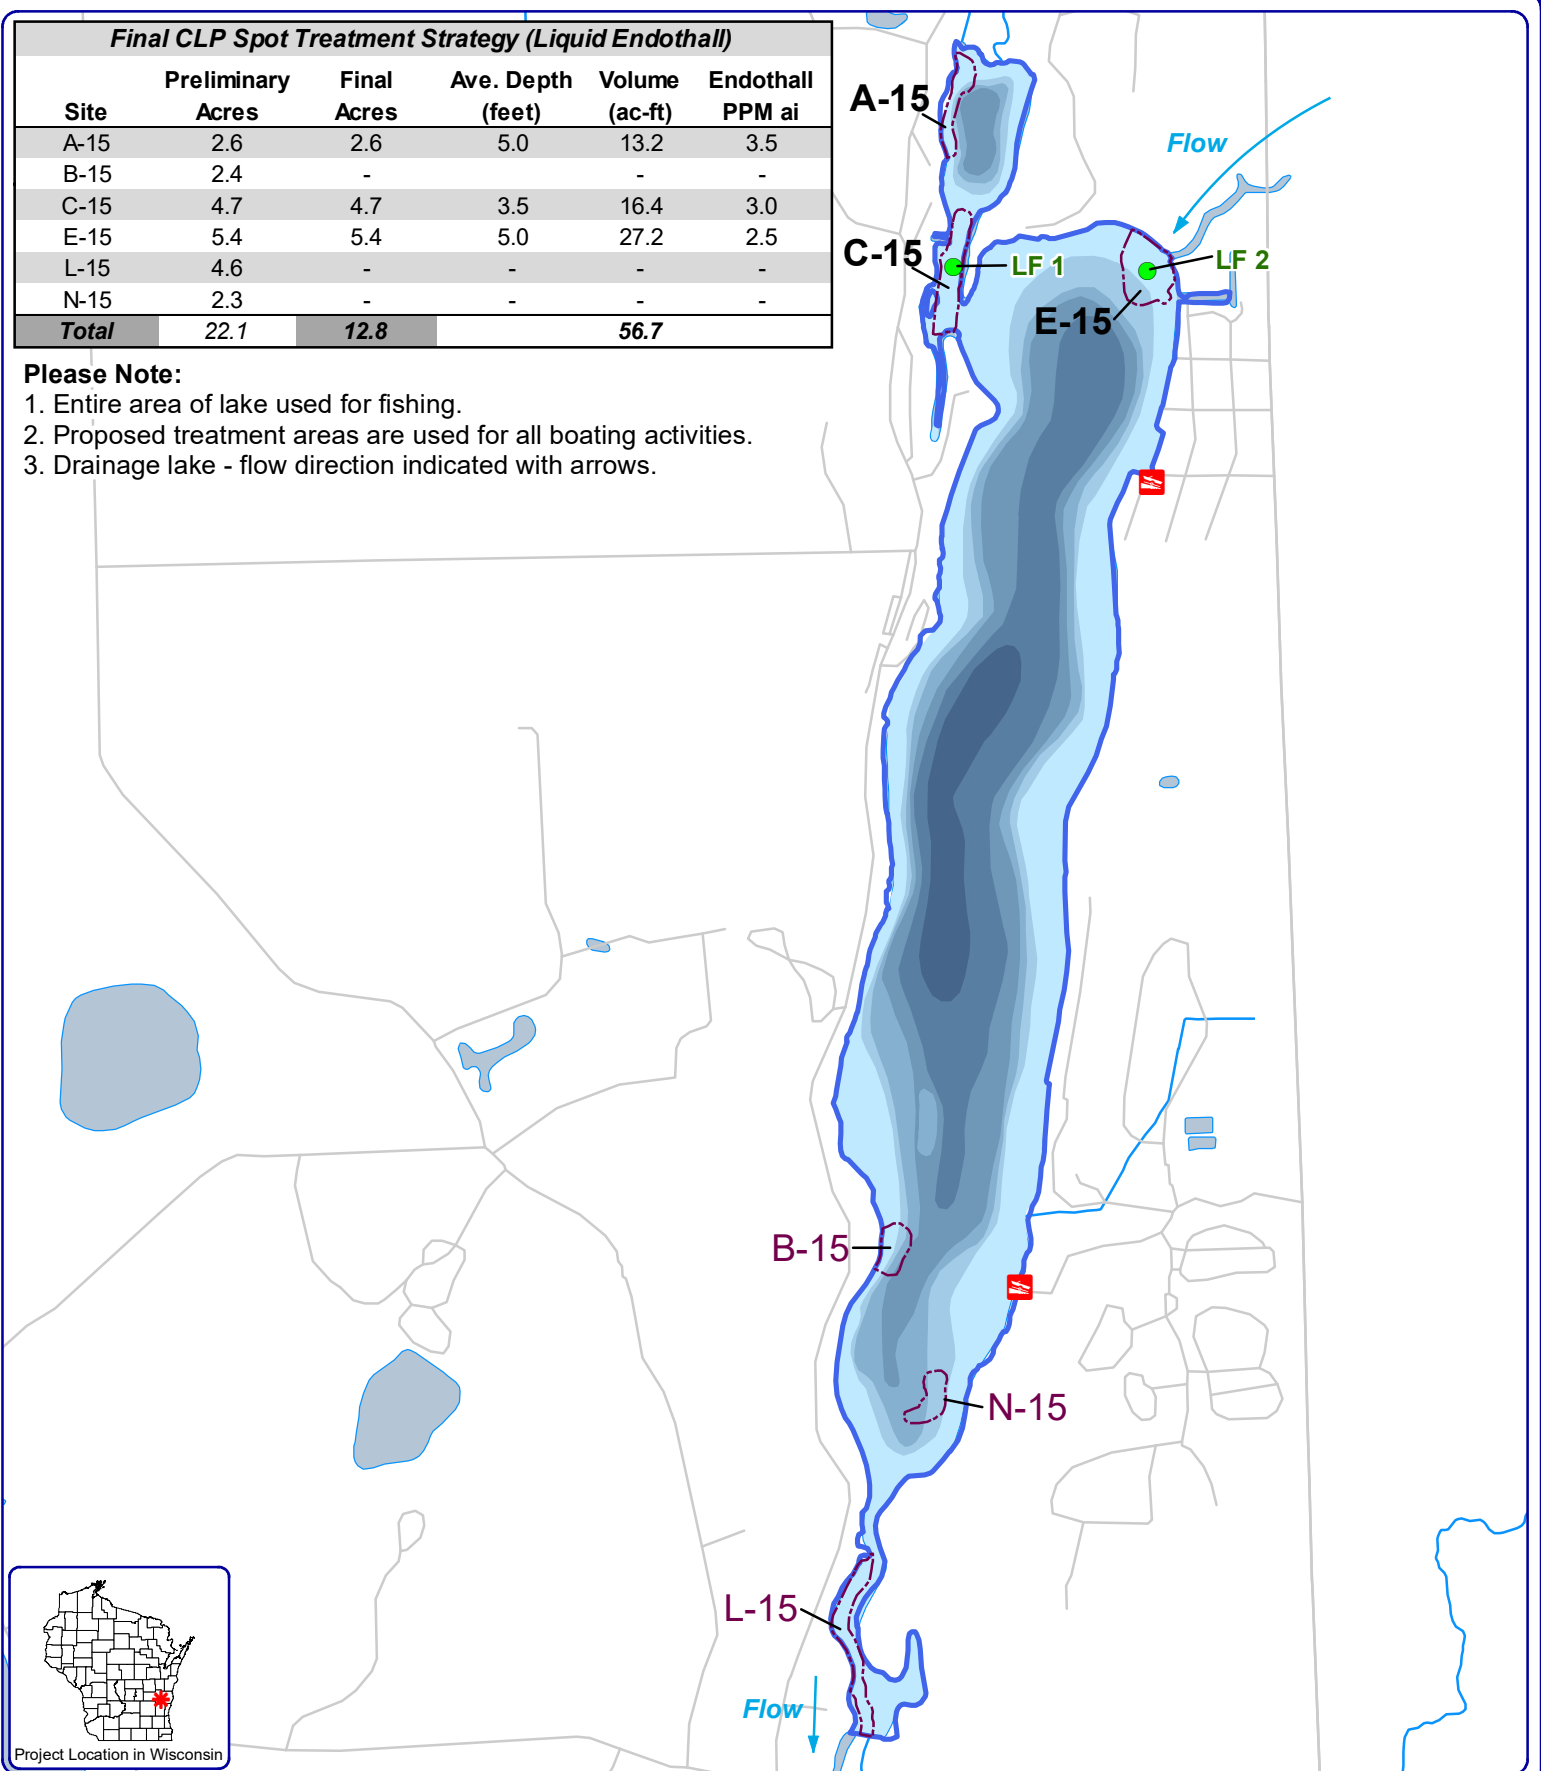 Final CLP Spot Treatment Strategy (Liquid Endothall)
Preliminary Final Ave. Depth Volume Endothall
Site Acres Acres (feet) (ac-ft) PPM ai
A-15 2.6 2.6 5.0 13.2 3.5
B-15 2.4 - - -
C-15 4.7 4.7 3.5 16.4 3.0
E-15 5.4 5.4 5.0 27.2 2.5
L-15 4.6 - - - -
N-15 2.3 - - - -
Total 22.1 12.8 56.7
Please Note:
1. Entire area of lake used for fishing.
2. Proposed treatment areas are used for all boating activities.
3. Drainage lake - flow direction indicated with arrows.
A-15
Flow
C-15
LF 1
LF 2
E-15
B-15
N-15
L-15
Flow
Project Location in Wisconsin